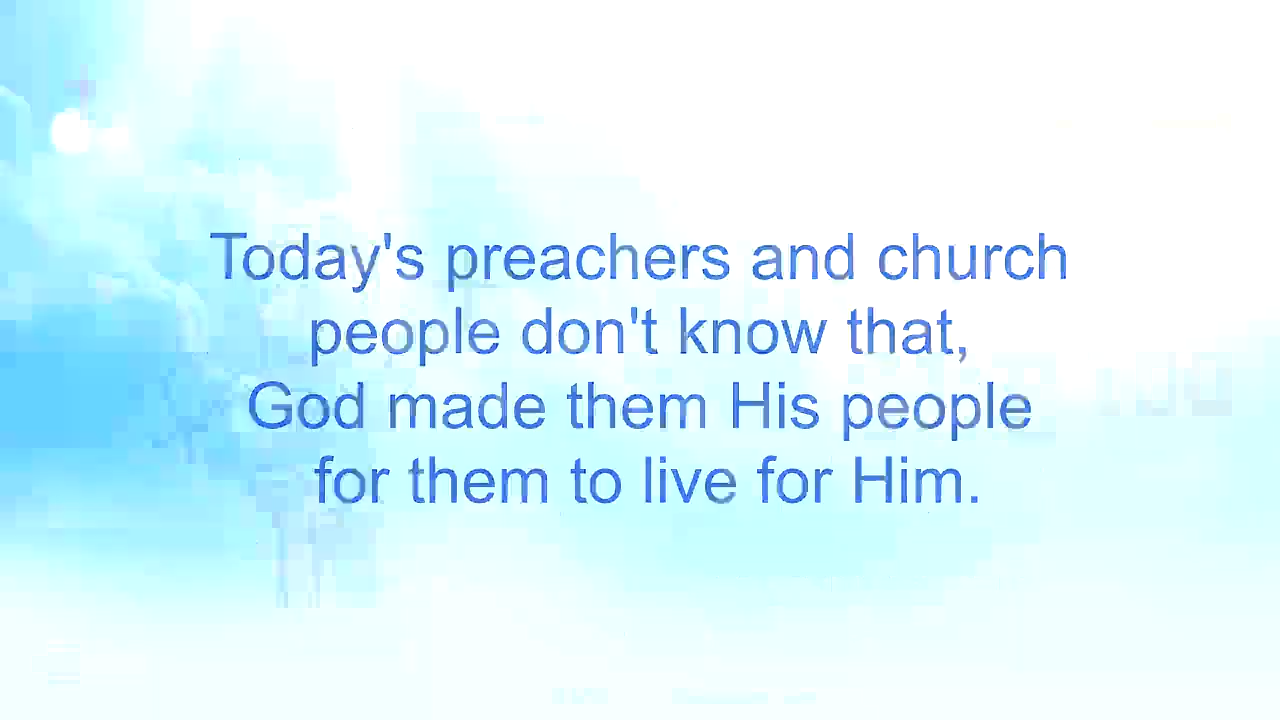 Today's preachers and church
people don't know that,
God made them His people
for them to live for Him.